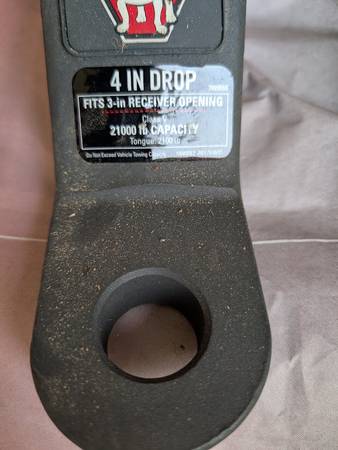 4 IN DROP
FITS 3-in RECEIVER OPENING
Class V
21000 lb CAPACITY
Tongue: 2100 lb
Do Not Exceed Vehicle Towing Capacity